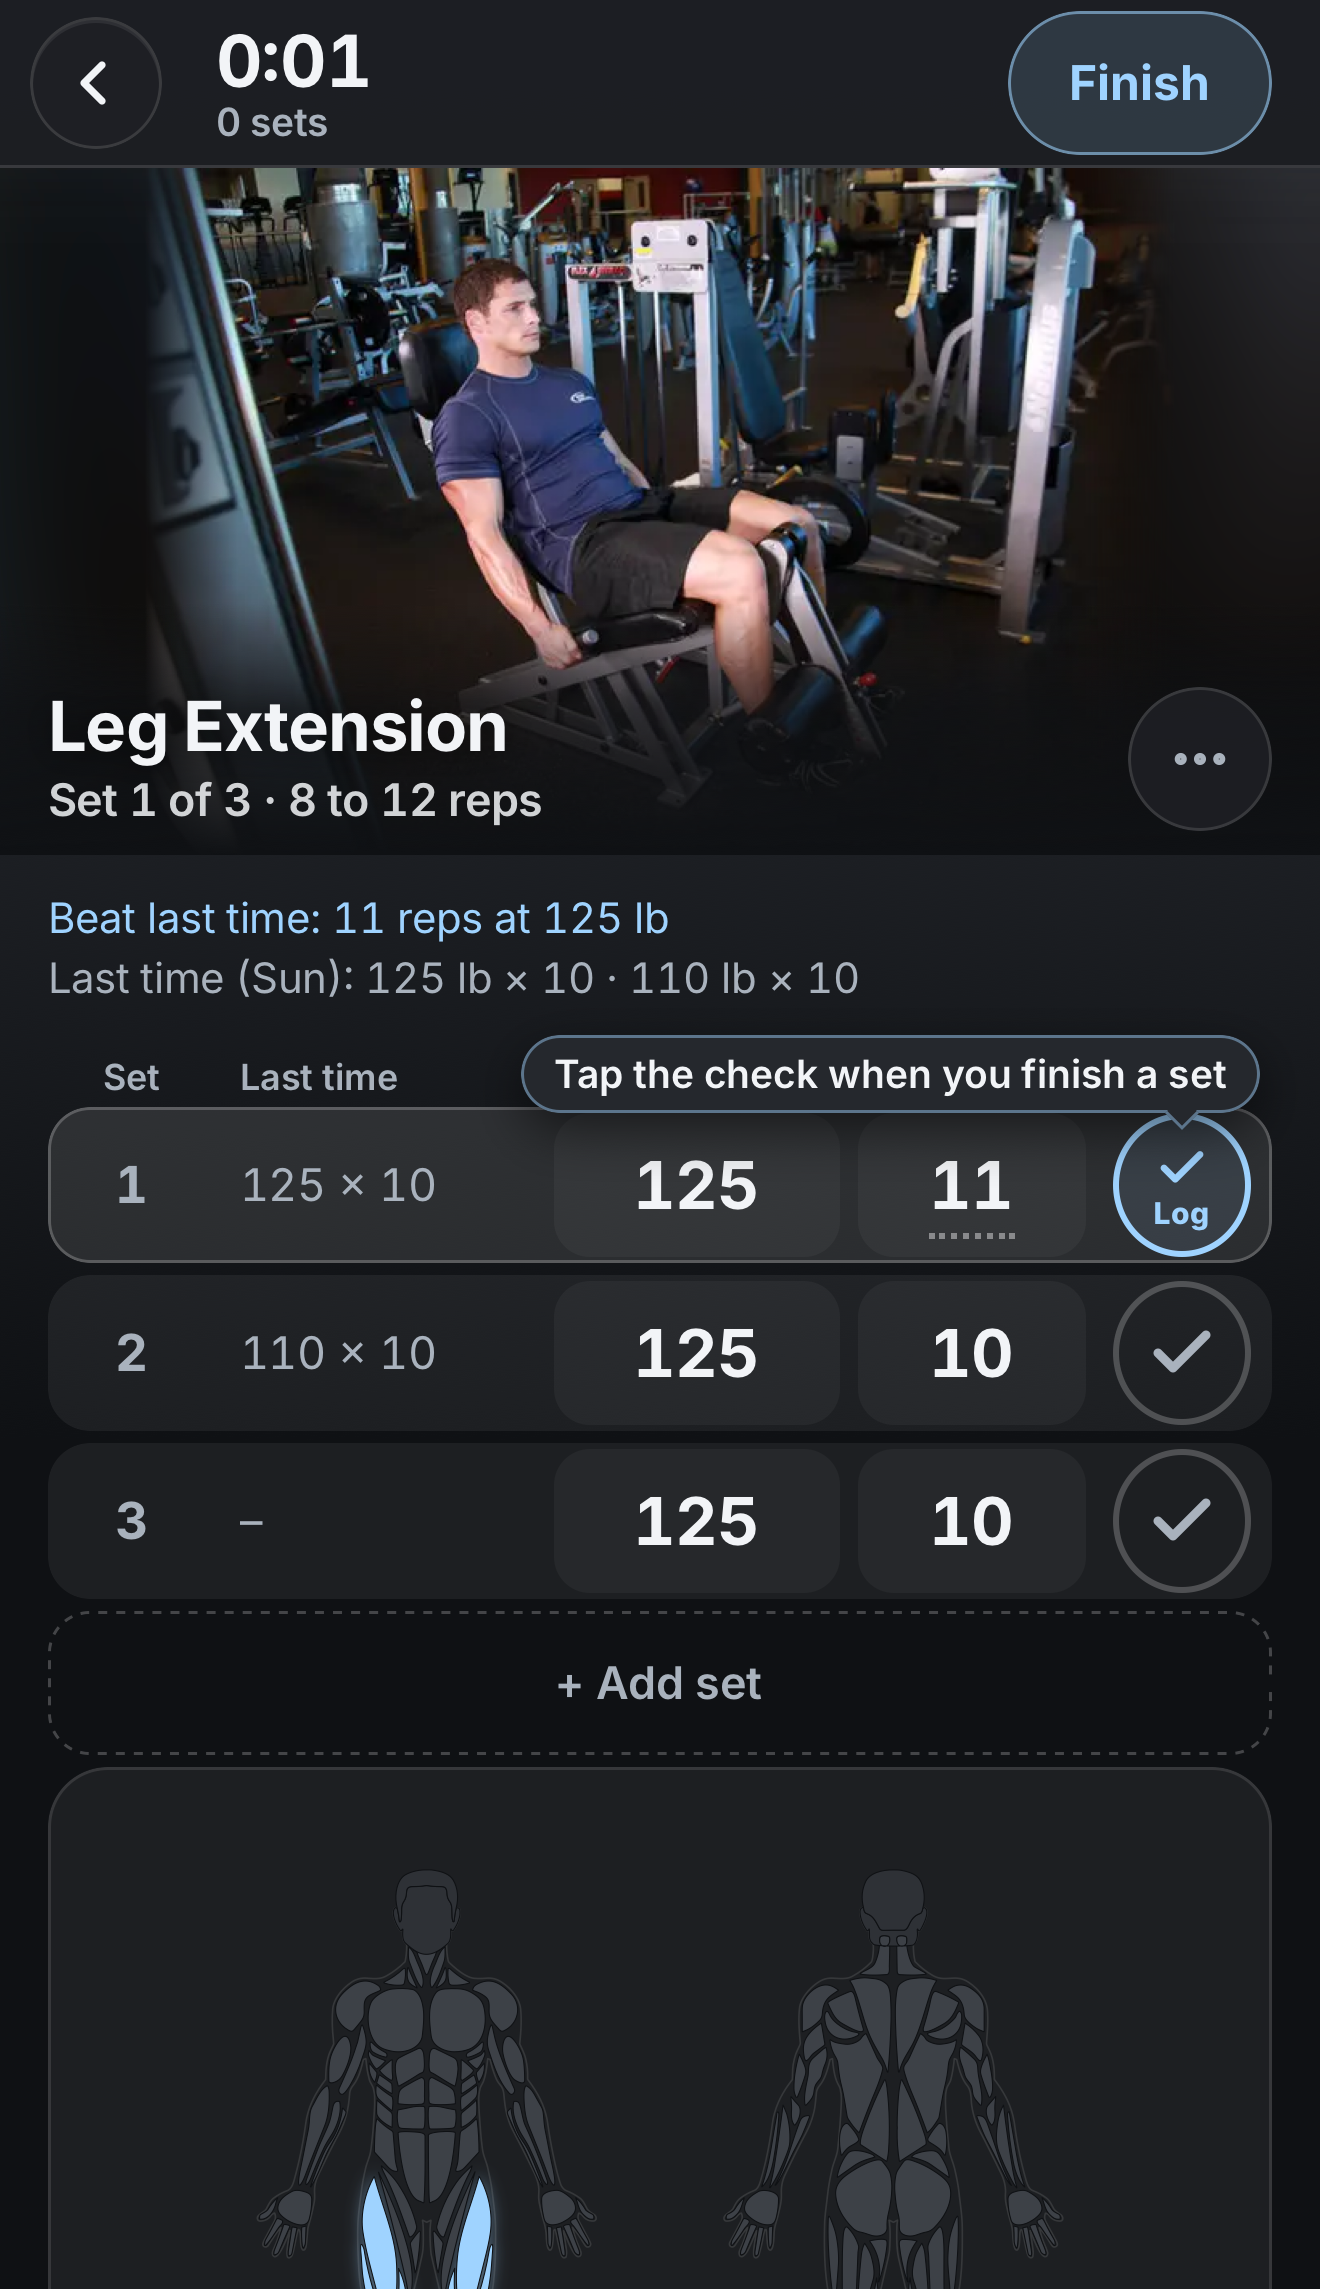 0:01
0 sets
Finish
Leg Extension
Set 1 of 3 · 8 to 12 reps
Beat last time: 11 reps at 125 lb
Last time (Sun): 125 lb × 10 · 110 lb × 10
Set Last time
Tap the check when you finish a set
1 125 × 10 125 11 Log
2 110 × 10 125 10
3 – 125 10
+ Add set